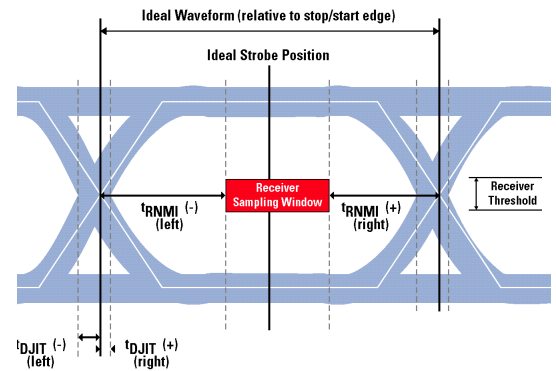 Ideal Waveform (relative to stop/start edge)
Ideal Strobe Position
Receiver
Sampling Window
tRNMI (-)
(left)
tRNMI (+)
(right)
Receiver
Threshold
tDJIT (-)
(left)
tDJIT (+)
(right)